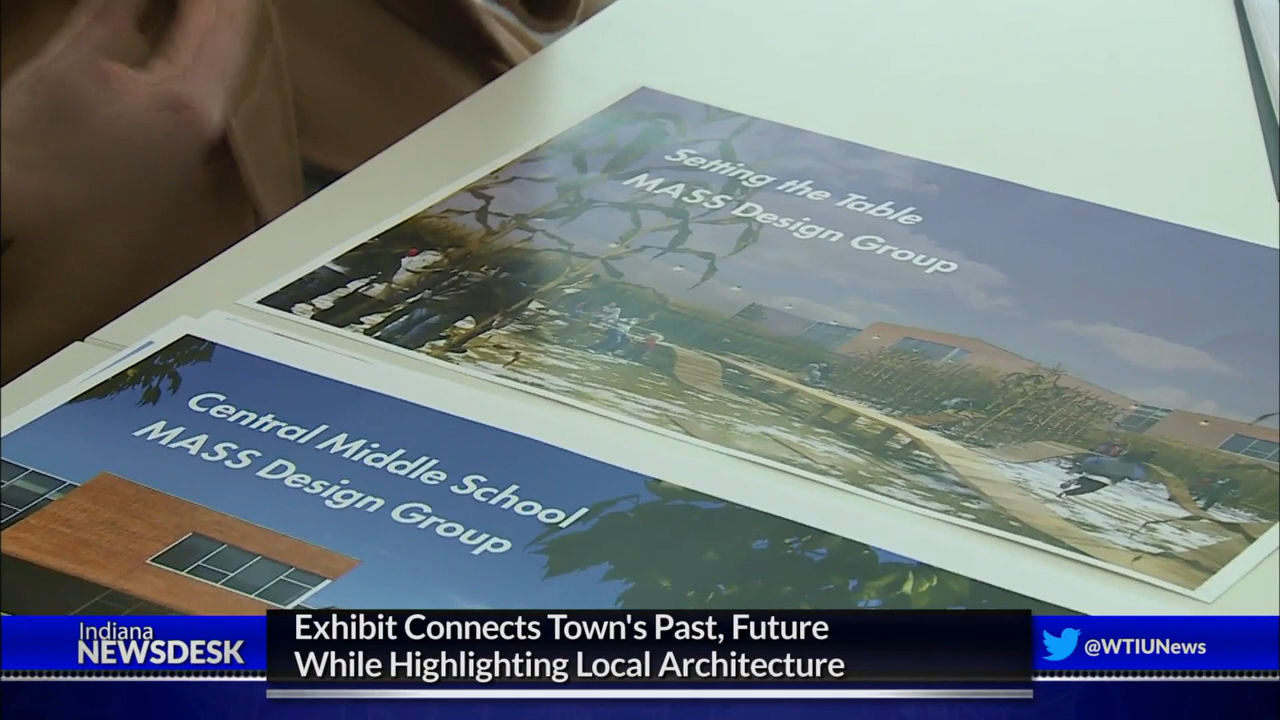 Setting the Table
MASS Design Group
Central Middle School
MASS Design Group
Indiana
NEWSDESK
Exhibit Connects Town's Past, Future
While Highlighting Local Architecture
@WTIUNews